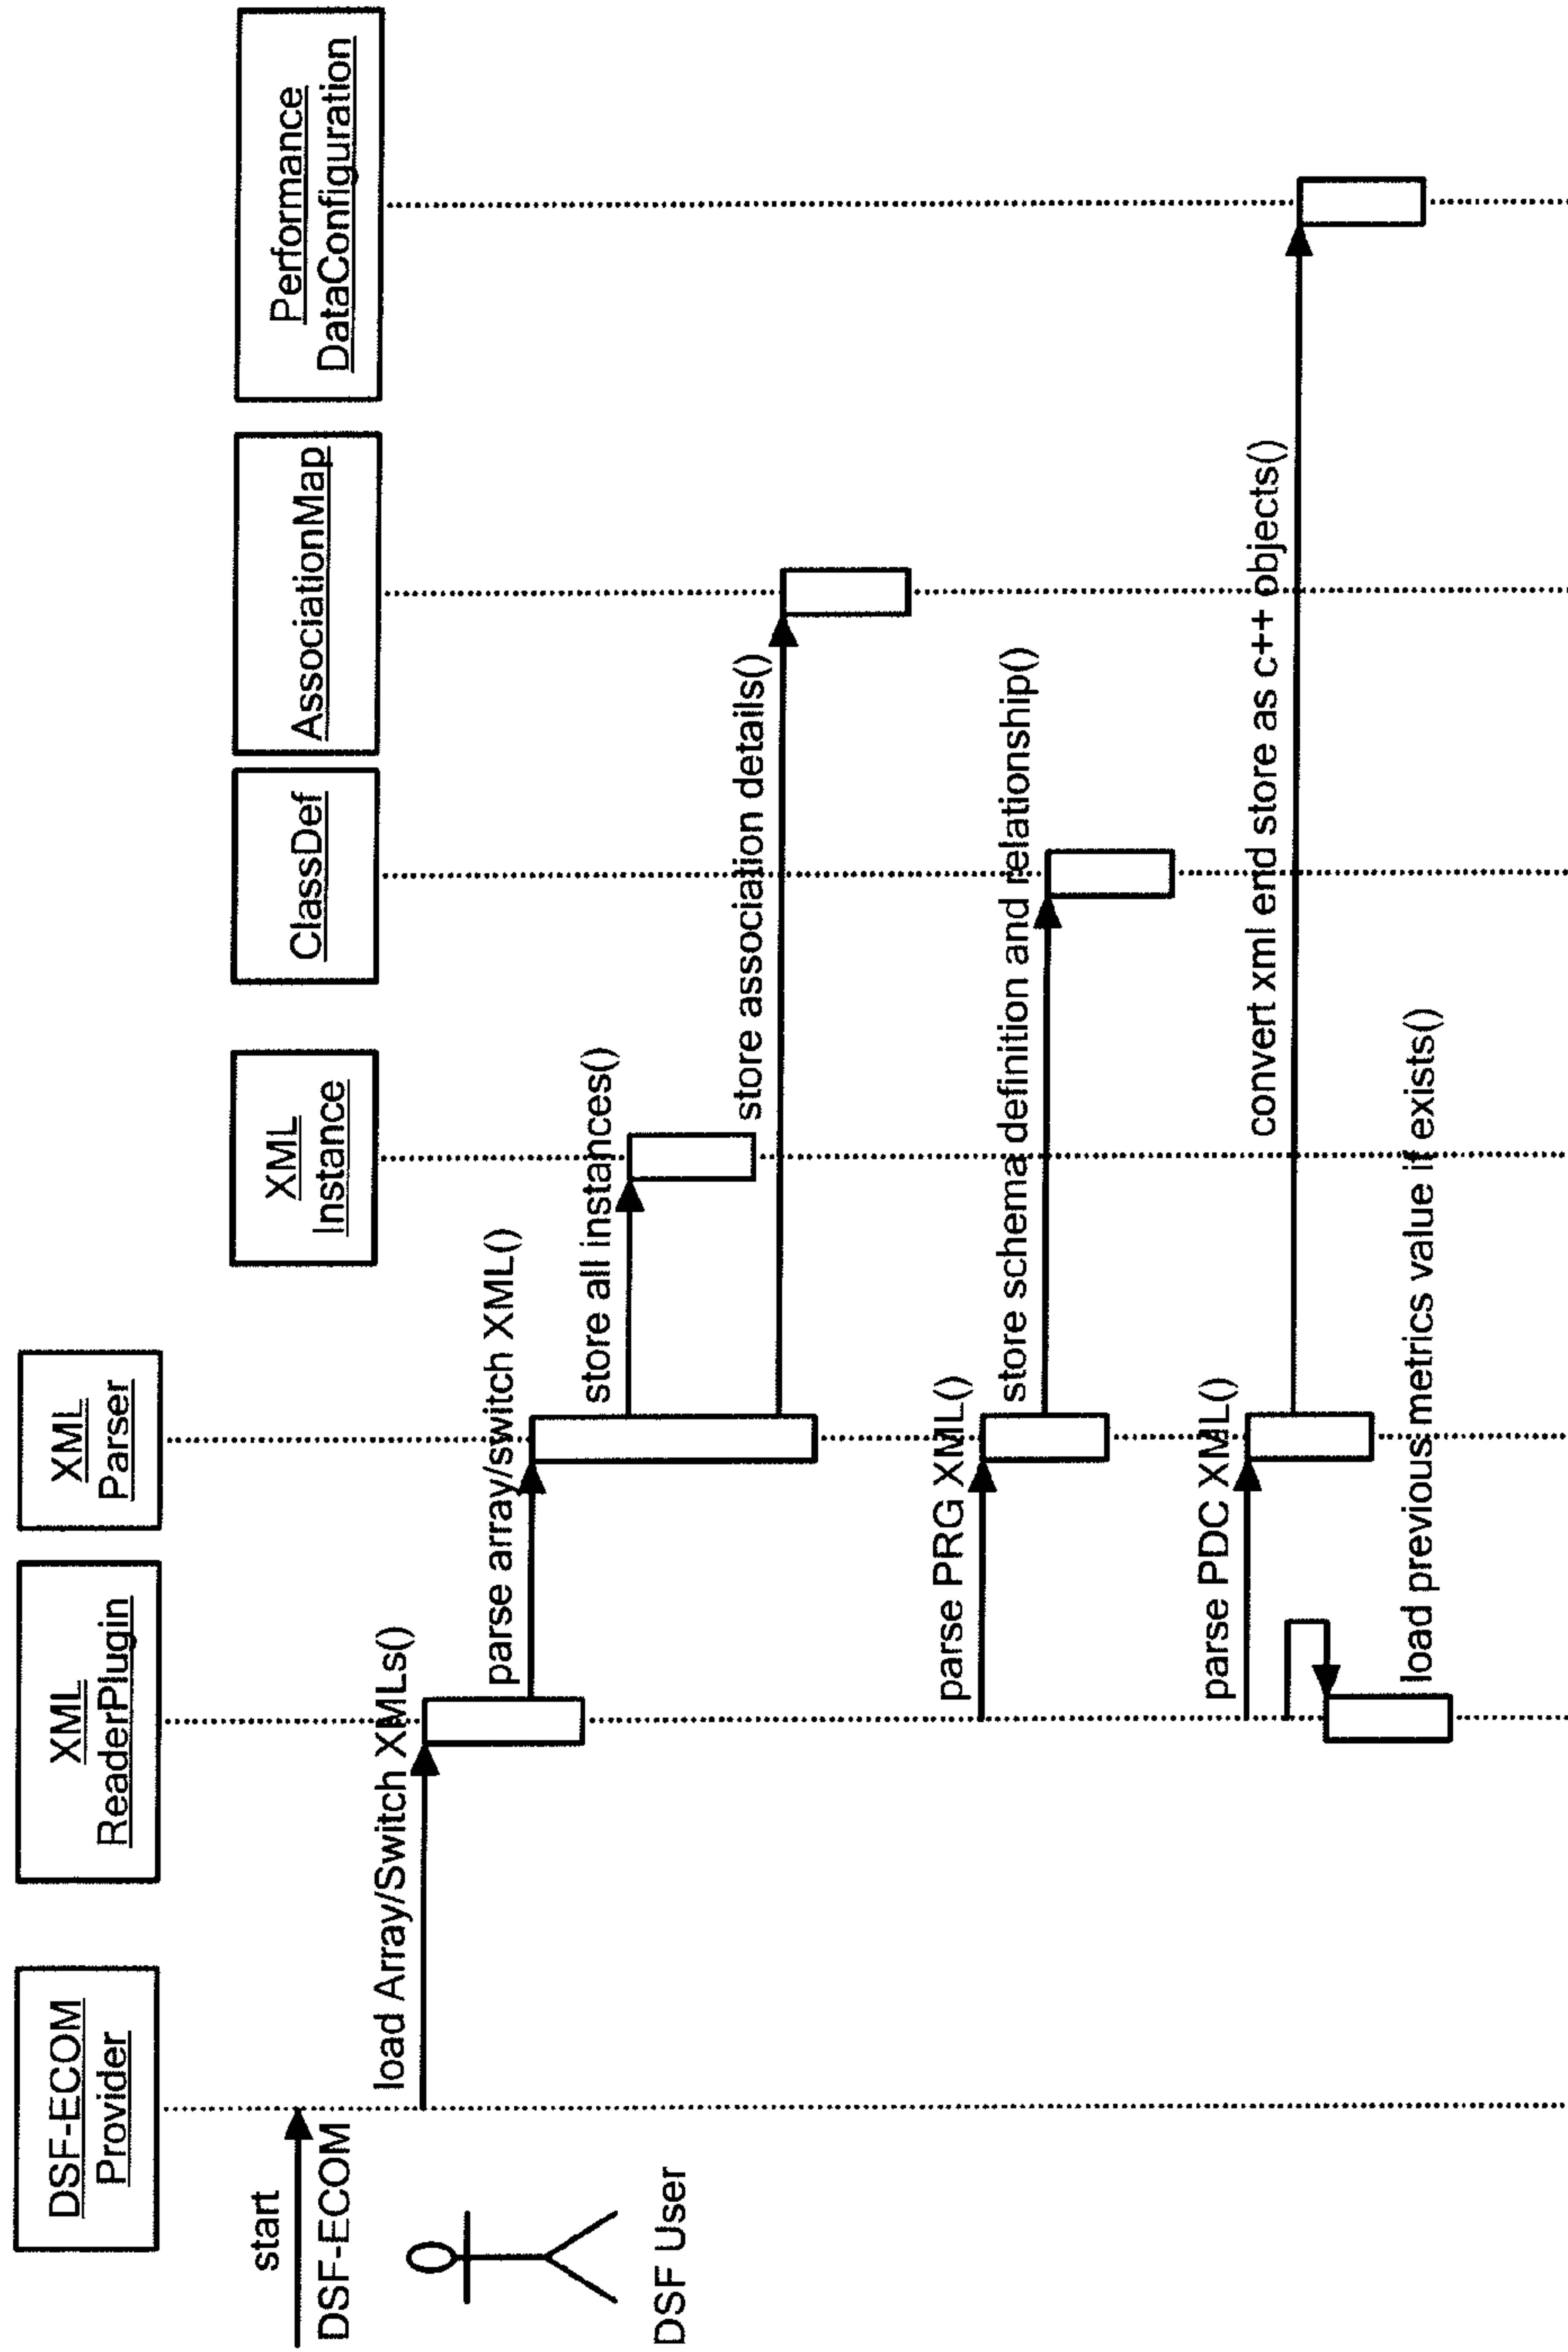 DSF-ECOM
Provider
XML
ReaderPlugin
XML
Parser
XML
Instance
ClassDef
AssociationMap
Performance
DataConfiguration
start
DSF-ECOM
DSF User
load Array/Switch XMLs()
parse array/switch XML()
store all instances()
store association details()
parse PRG XML()
store schema definition and relationship()
parse PDC XML()
convert xml end store as c++ objects()
load previous metrics value if exists()